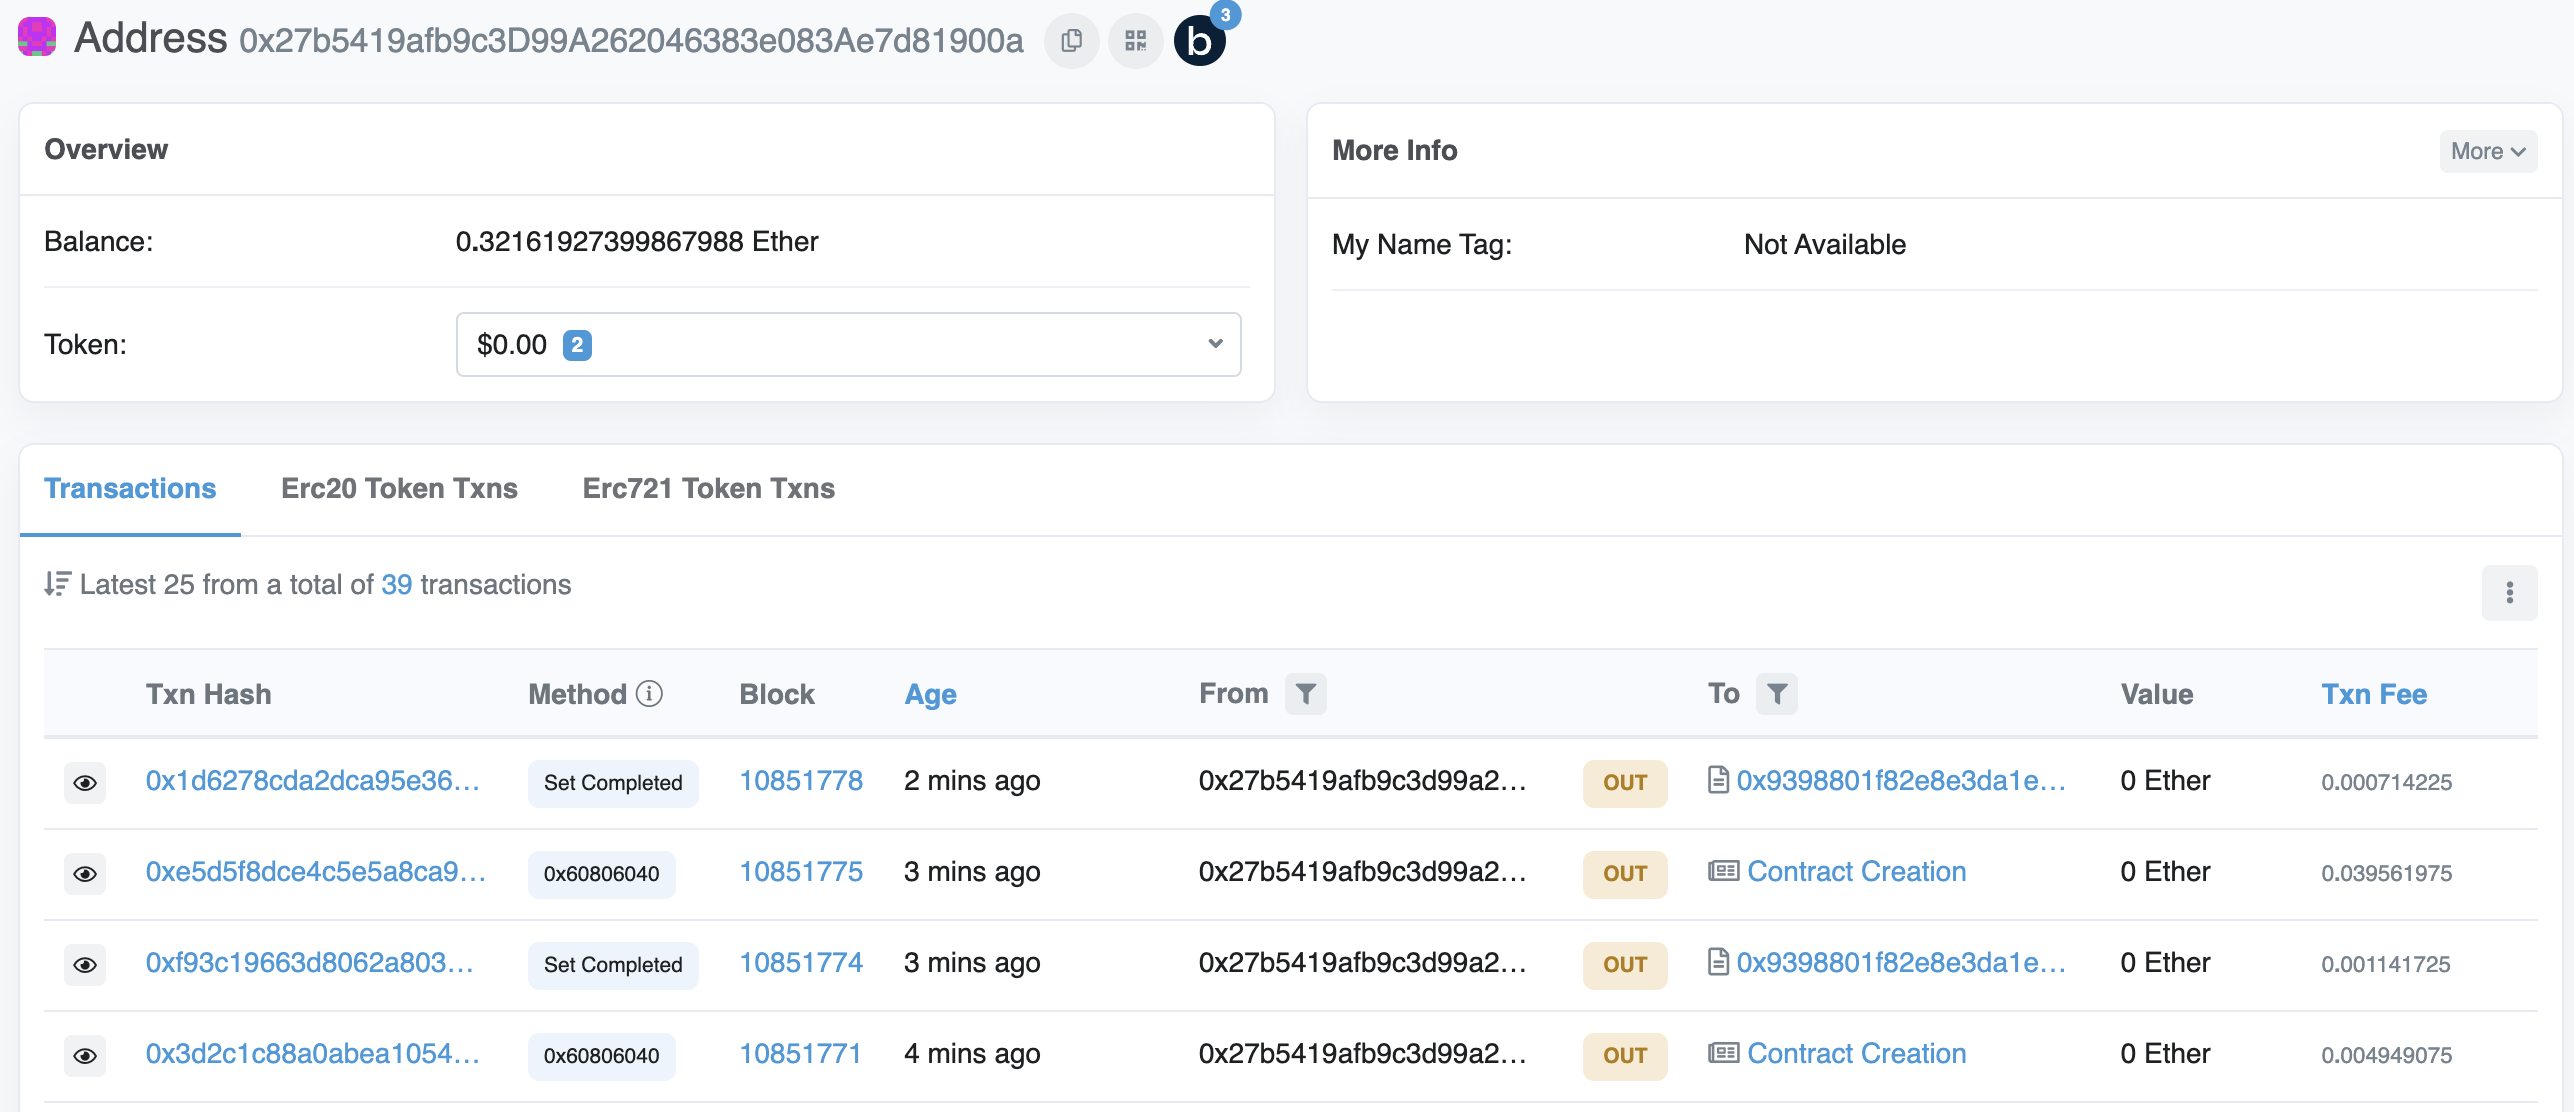 Address 0x27b5419afb9c3D99A262046383e083Ae7d81900a b 3
Overview
Balance: 0.32161927399867988 Ether
Token: $0.00 2
More Info More
My Name Tag: Not Available
Transactions Erc20 Token Txns Erc721 Token Txns
Latest 25 from a total of 39 transactions
Txn Hash Method Block Age From To Value Txn Fee
0x1d6278cda2dca95e36... Set Completed 10851778 2 mins ago 0x27b5419afb9c3d99a2... OUT 0x9398801f82e8e3da1e... 0 Ether 0.000714225
0xe5d5f8dce4c5e5a8ca9... 0x60806040 10851775 3 mins ago 0x27b5419afb9c3d99a2... OUT Contract Creation 0 Ether 0.039561975
0xf93c19663d8062a803... Set Completed 10851774 3 mins ago 0x27b5419afb9c3d99a2... OUT 0x9398801f82e8e3da1e... 0 Ether 0.001141725
0x3d2c1c88a0abea1054... 0x60806040 10851771 4 mins ago 0x27b5419afb9c3d99a2... OUT Contract Creation 0 Ether 0.004949075